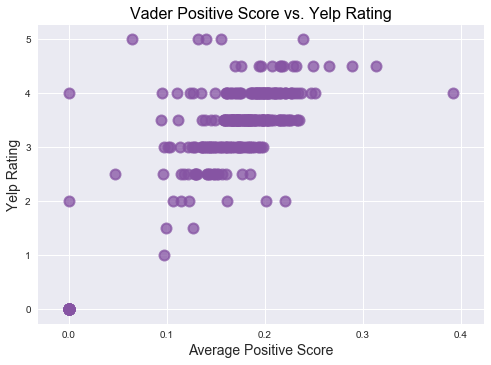 Vader Positive Score vs. Yelp Rating
5
4
3
2
1
0
Yelp Rating
0.0 0.1 0.2 0.3 0.4
Average Positive Score